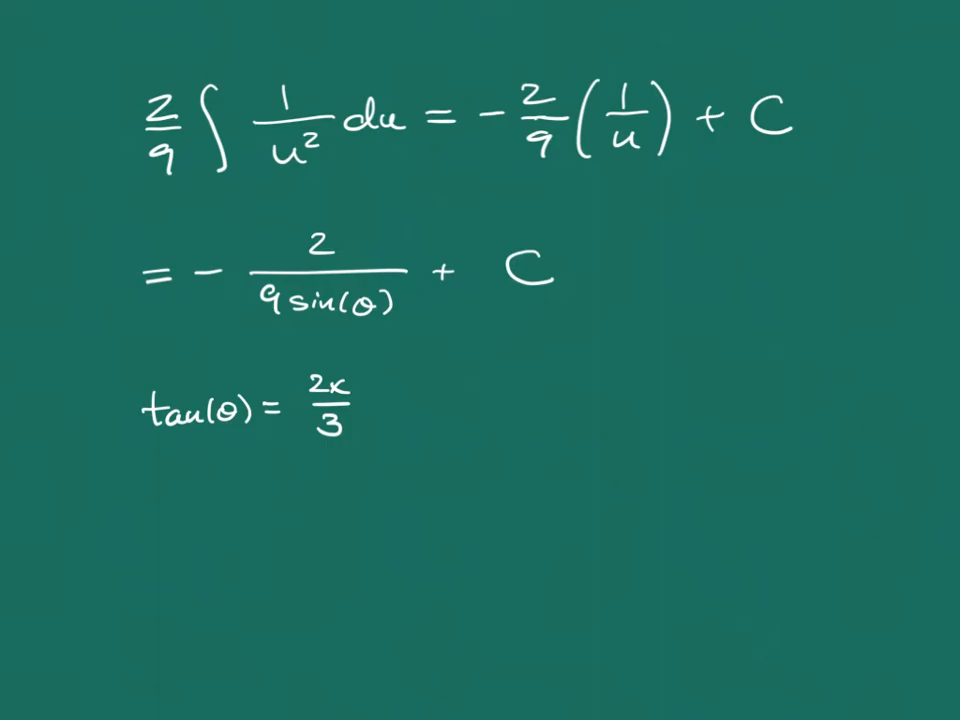 2/9 ∫ 1/u² du = - 2/9 (1/u) + C
= - 2/(9 sin(θ)) + C
tan(θ) = 2x/3